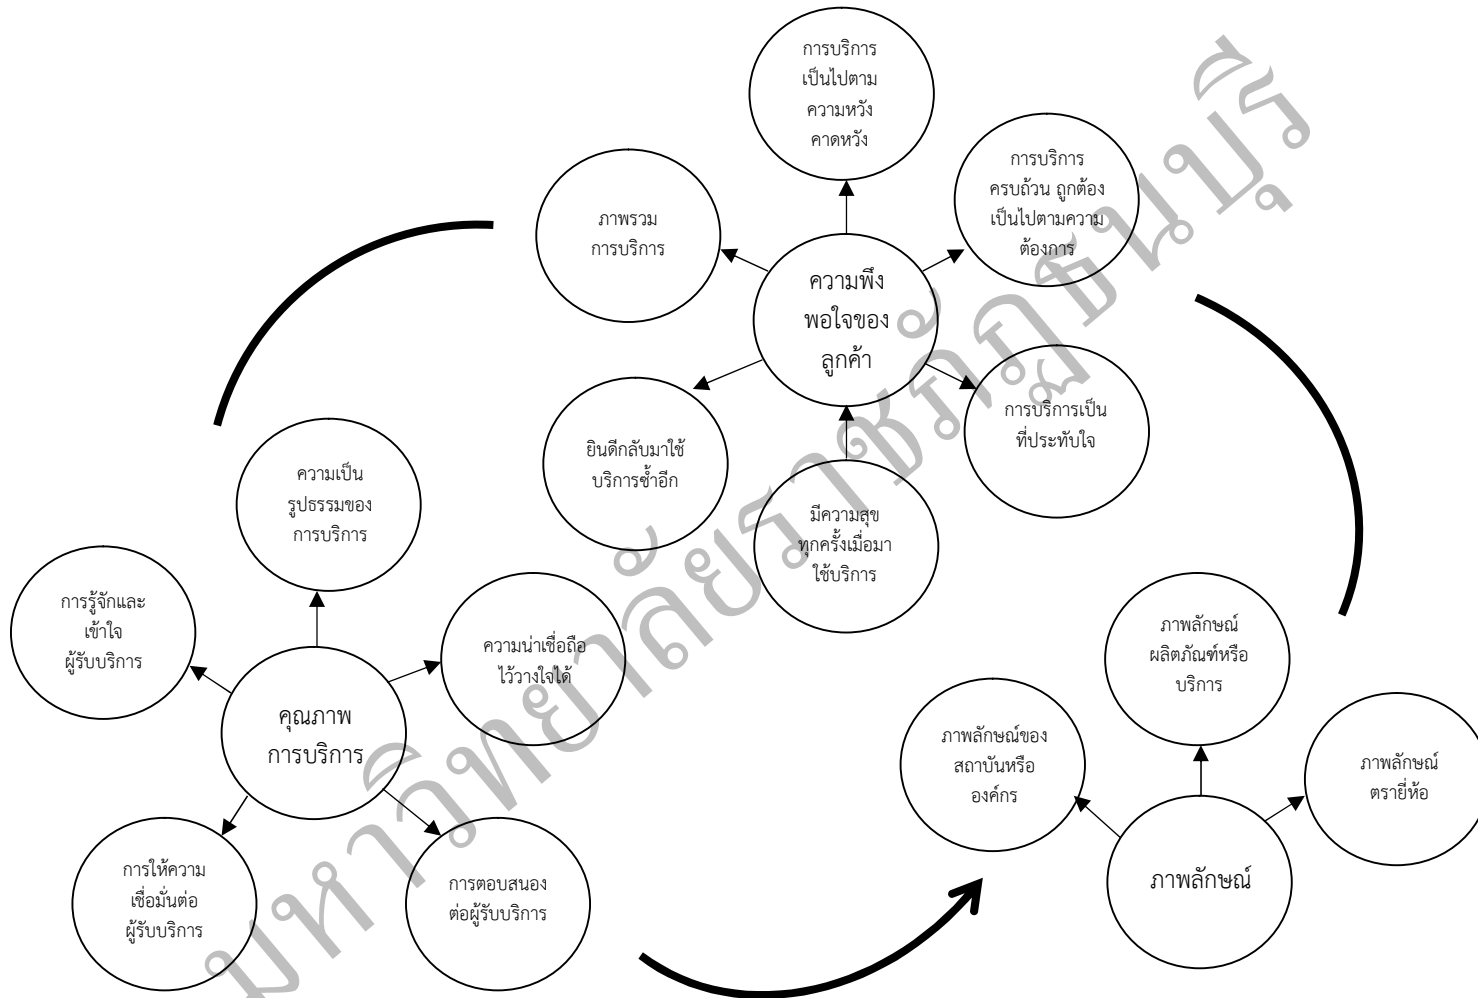 การบริการ
เป็นไปตาม
ความหวัง
คาดหวัง
การบริการ
ครบถ้วน ถูกต้อง
เป็นไปตามความ
ต้องการ
ภาพรวม
การบริการ
ความพึง
พอใจของ
ลูกค้า
การบริการเป็น
ที่ประทับใจ
ยินดีกลับมาใช้
บริการซ้ำอีก
มีความสุข
ทุกครั้งเมื่อมา
ใช้บริการ
ความเป็น
รูปธรรมของ
การบริการ
การรู้จักและ
เข้าใจ
ผู้รับบริการ
ความน่าเชื่อถือ
ไว้วางใจได้
คุณภาพ
การบริการ
การให้ความ
เชื่อมั่นต่อ
ผู้รับบริการ
การตอบสนอง
ต่อผู้รับบริการ
ภาพลักษณ์
ผลิตภัณฑ์หรือ
บริการ
ภาพลักษณ์ของ
สถาบันหรือ
องค์กร
ภาพลักษณ์
ตรายี่ห้อ
ภาพลักษณ์
มหาวิทยาลัยราชภัฏธนบุรี